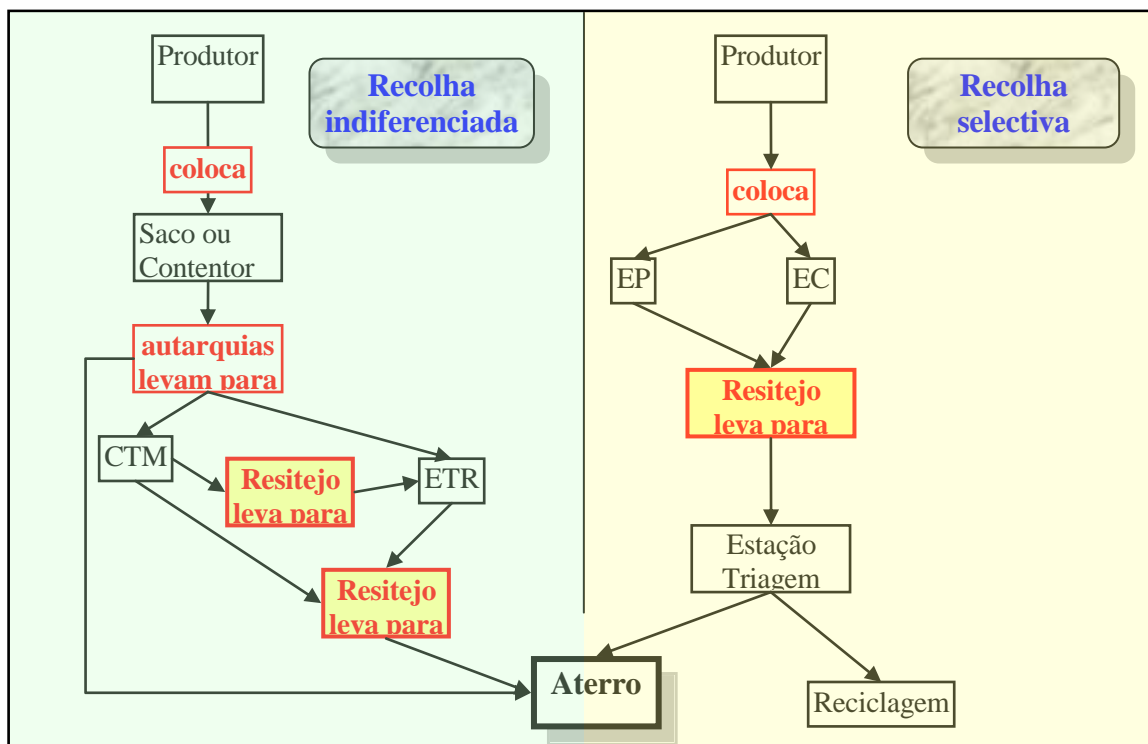 Produtor
Recolha
indiferenciada
coloca
Saco ou
Contentor
autarquias
levam para
CTM
Resitejo
leva para
ETR
Resitejo
leva para
Produtor
Recolha
selectiva
coloca
EP
EC
Resitejo
leva para
Estação
Triagem
Aterro
Reciclagem